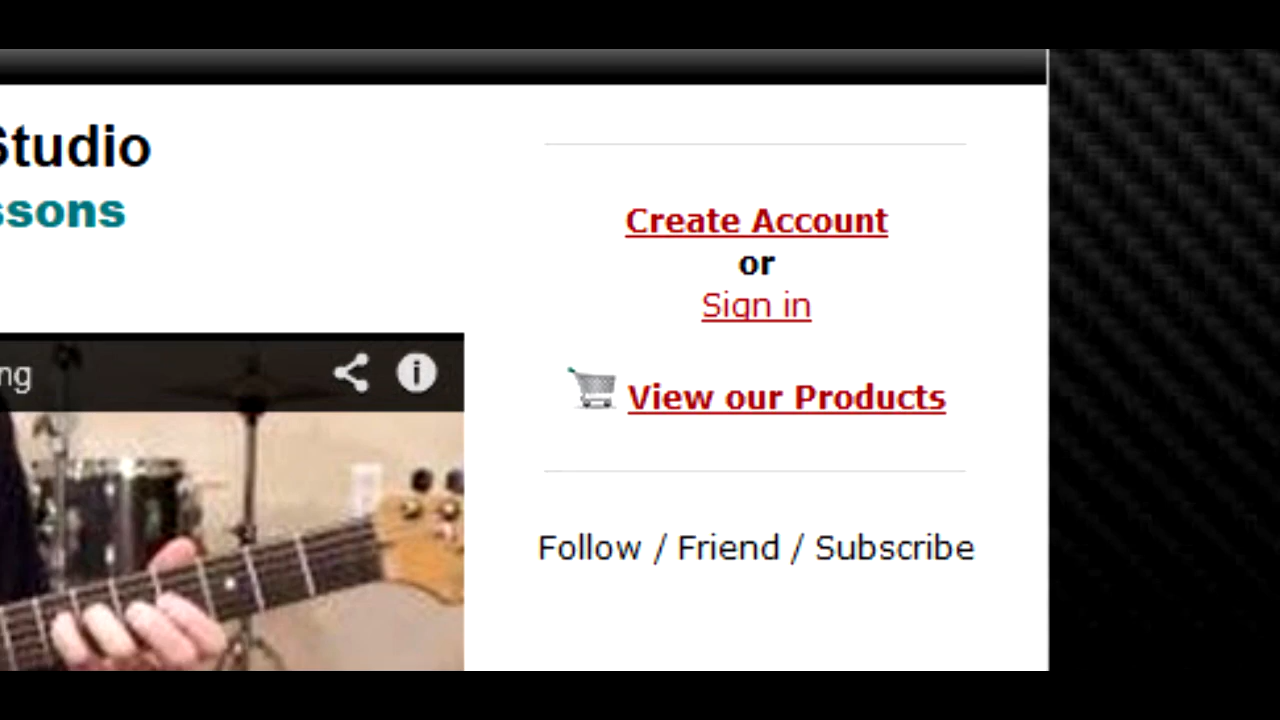 Studio
ssons
Create Account
or
Sign in
ng
View our Products
Follow / Friend / Subscribe